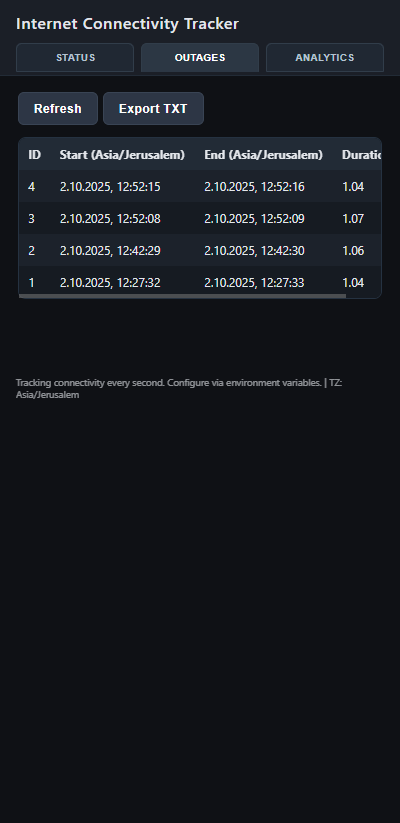 Internet Connectivity Tracker
STATUS OUTAGES ANALYTICS
Refresh Export TXT
ID Start (Asia/Jerusalem) End (Asia/Jerusalem) Duratio
4 2.10.2025, 12:52:15 2.10.2025, 12:52:16 1.04
3 2.10.2025, 12:52:08 2.10.2025, 12:52:09 1.07
2 2.10.2025, 12:42:29 2.10.2025, 12:42:30 1.06
1 2.10.2025, 12:27:32 2.10.2025, 12:27:33 1.04
Tracking connectivity every second. Configure via environment variables. | TZ:
Asia/Jerusalem